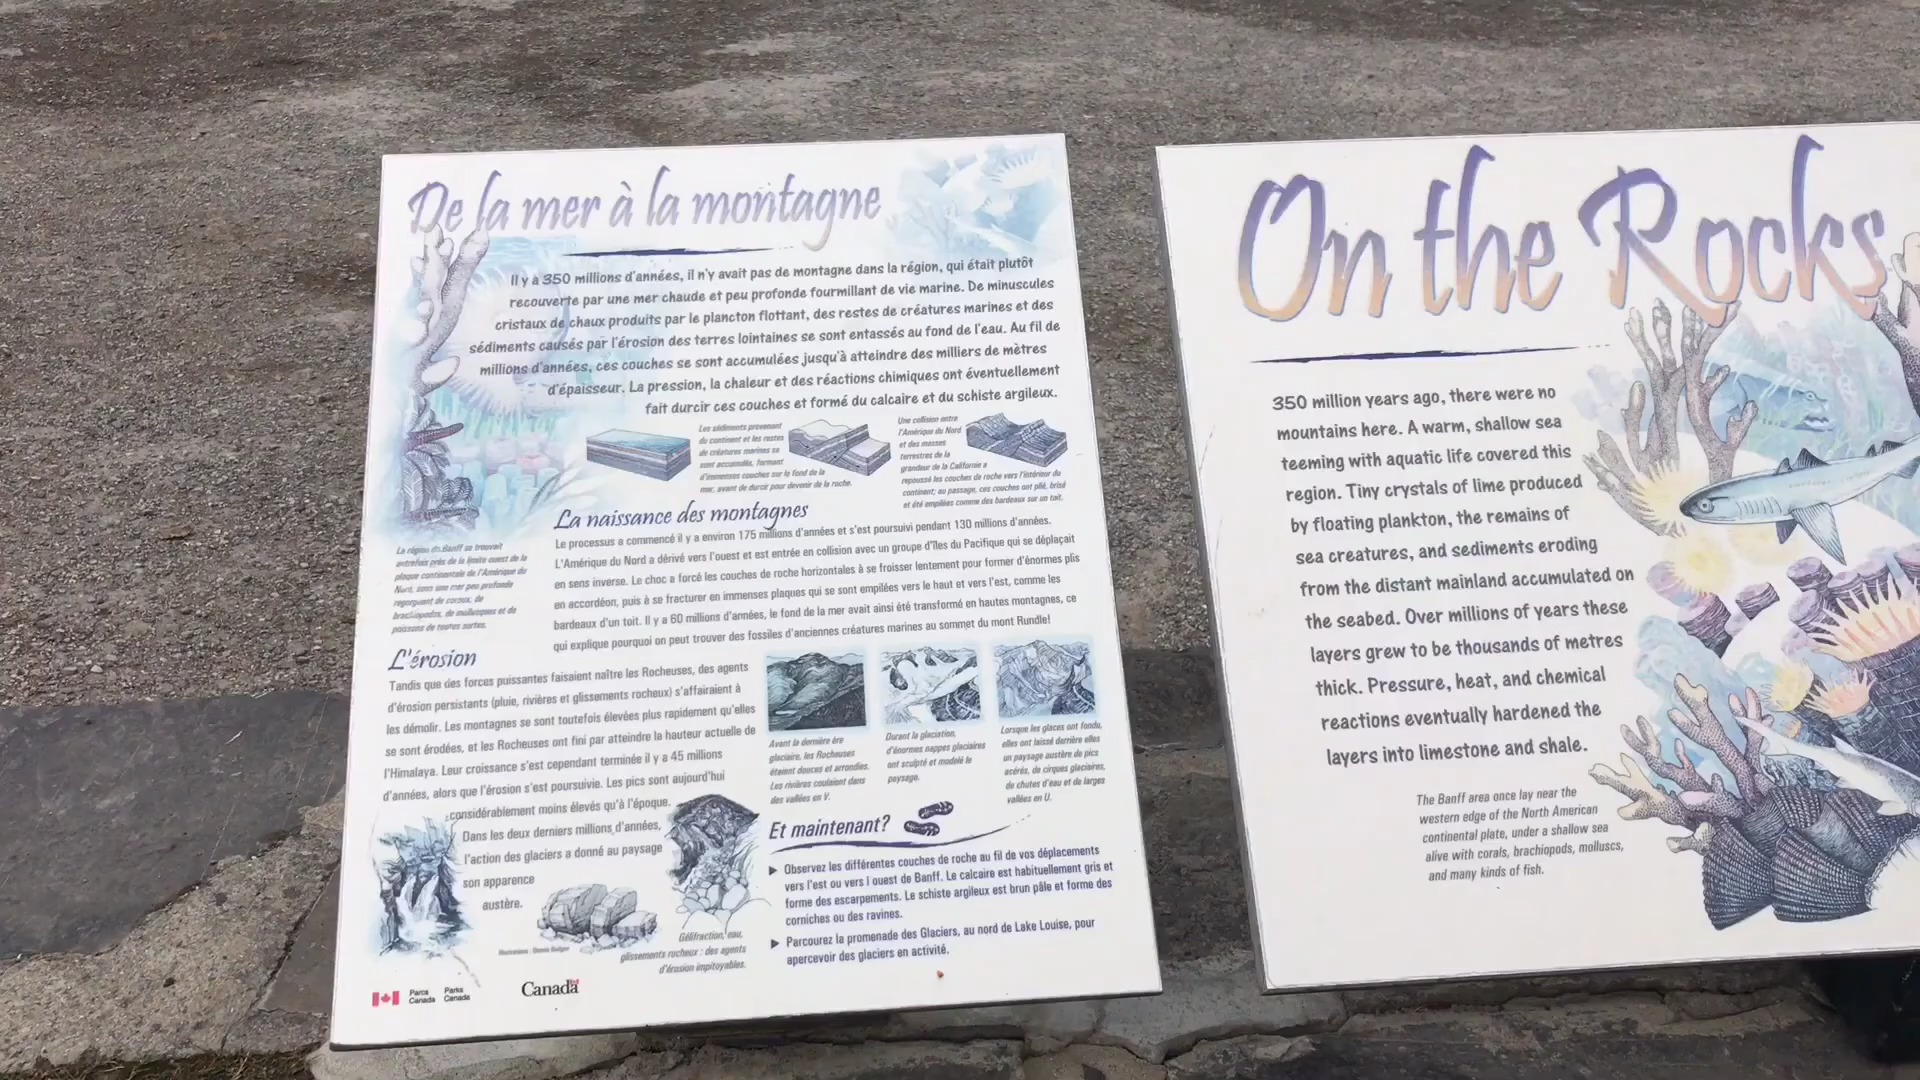 De la mer à la montagne
Il y a 350 millions d'années, il n'y avait pas de montagne dans la région, qui était plutôt
recouverte par une mer chaude et peu profonde fourmillant de vie marine. De minuscules
cristaux de chaux produits par le plancton flottant, des restes de créatures marines et des
sédiments causés par l'érosion des terres lointaines se sont entassés au fond de l'eau. Au fil de
millions d'années, ces couches se sont accumulées jusqu'à atteindre des milliers de mètres
d'épaisseur. La pression, la chaleur et des réactions chimiques ont éventuellement
fait durcir ces couches et formé du calcaire et du schiste argileux.
Les sédiments provenant
du continent et les restes
de créatures marines se
sont accumulés, formant
d'immenses couches sur le fond de la
mer, avant de durcir pour devenir de la roche.
Une collision entre
l'Amérique du Nord
et des masses
terrestres de la
grandeur de la Californie a
repoussé les couches de roche vers l'intérieur du
continent; au passage, ces couches ont plié, brisé
et été empilées comme des bardeaux sur un toit.
La région de Banff se trouvait
autrefois près de la limite ouest de la
plaque continentale de l'Amérique du
Nord, sous une mer peu profonde
regorgeant de coraux, de
brachiopodes, de mollusques et de
poissons de toutes sortes.
La naissance des montagnes
Le processus a commencé il y a environ 175 millions d'années et s'est poursuivi pendant 130 millions d'années.
L'Amérique du Nord a dérivé vers l'ouest et est entrée en collision avec un groupe d'îles du Pacifique qui se déplaçait
en sens inverse. Le choc a forcé les couches de roche horizontales à se froisser lentement pour former d'énormes plis
en accordéon, puis à se fracturer en immenses plaques qui se sont empilées vers le haut et vers l'est, comme les
bardeaux d'un toit. Il y a 60 millions d'années, le fond de la mer avait ainsi été transformé en hautes montagnes, ce
qui explique pourquoi on peut trouver des fossiles d'anciennes créatures marines au sommet du mont Rundle!
L'érosion
Tandis que des forces puissantes faisaient naître les Rocheuses, des agents
d'érosion persistants (pluie, rivières et glissements rocheux) s'affairaient à
les démolir. Les montagnes se sont toutefois élevées plus rapidement qu'elles
se sont érodées, et les Rocheuses ont fini par atteindre la hauteur actuelle de
l'Himalaya. Leur croissance s'est cependant terminée il y a 45 millions
d'années, alors que l'érosion s'est poursuivie. Les pics sont aujourd'hui
considérablement moins élevés qu'à l'époque.
Dans les deux derniers millions d'années,
l'action des glaciers a donné au paysage
son apparence
austère.
Avant la dernière ère
glaciaire, les Rocheuses
étaient douces et arrondies.
Les rivières coulaient dans
des vallées en V.
Durant la glaciation,
d'énormes nappes glaciaires
ont sculpté et modelé le
paysage.
Lorsque les glaces ont fondu,
elles ont laissé derrière elles
un paysage austère de pics
acérés, de cirques glaciaires,
de chutes d'eau et de larges
vallées en U.
Gélifraction, eau,
glissements rocheux : des agents
d'érosion impitoyables.
Et maintenant?
Observez les différentes couches de roche au fil de vos déplacements
vers l'est ou vers l'ouest de Banff. Le calcaire est habituellement gris et
forme des escarpements. Le schiste argileux est brun pâle et forme des
corniches ou des ravines.
Parcourez la promenade des Glaciers, au nord de Lake Louise, pour
apercevoir des glaciers en activité.
Parcs Canada
Parks Canada
Canada
On the Rocks
350 million years ago, there were no
mountains here. A warm, shallow sea
teeming with aquatic life covered this
region. Tiny crystals of lime produced
by floating plankton, the remains of
sea creatures, and sediments eroding
from the distant mainland accumulated on
the seabed. Over millions of years these
layers grew to be thousands of metres
thick. Pressure, heat, and chemical
reactions eventually hardened the
layers into limestone and shale.
The Banff area once lay near the
western edge of the North American
continental plate, under a shallow sea
alive with corals, brachiopods, molluscs,
and many kinds of fish.